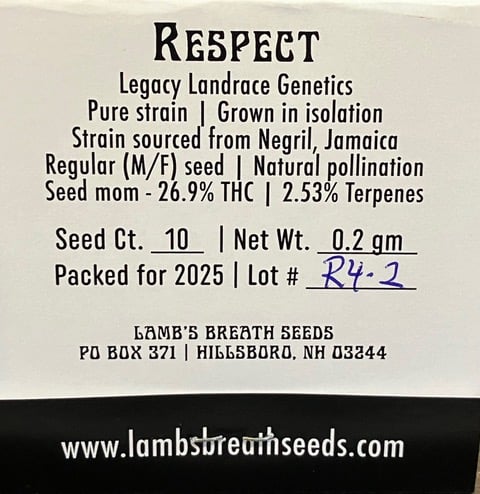 RESPECT
Legacy Landrace Genetics
Pure strain | Grown in isolation
Strain sourced from Negril, Jamaica
Regular (M/F) seed | Natural pollination
Seed mom - 26.9% THC | 2.53% Terpenes
Seed Ct. 10 | Net Wt. 0.2 gm
Packed for 2025 | Lot # R4-2
LAMB'S BREATH SEEDS
PO BOX 371 | HILLSBORO, NH 03244
www.lambsbreathseeds.com